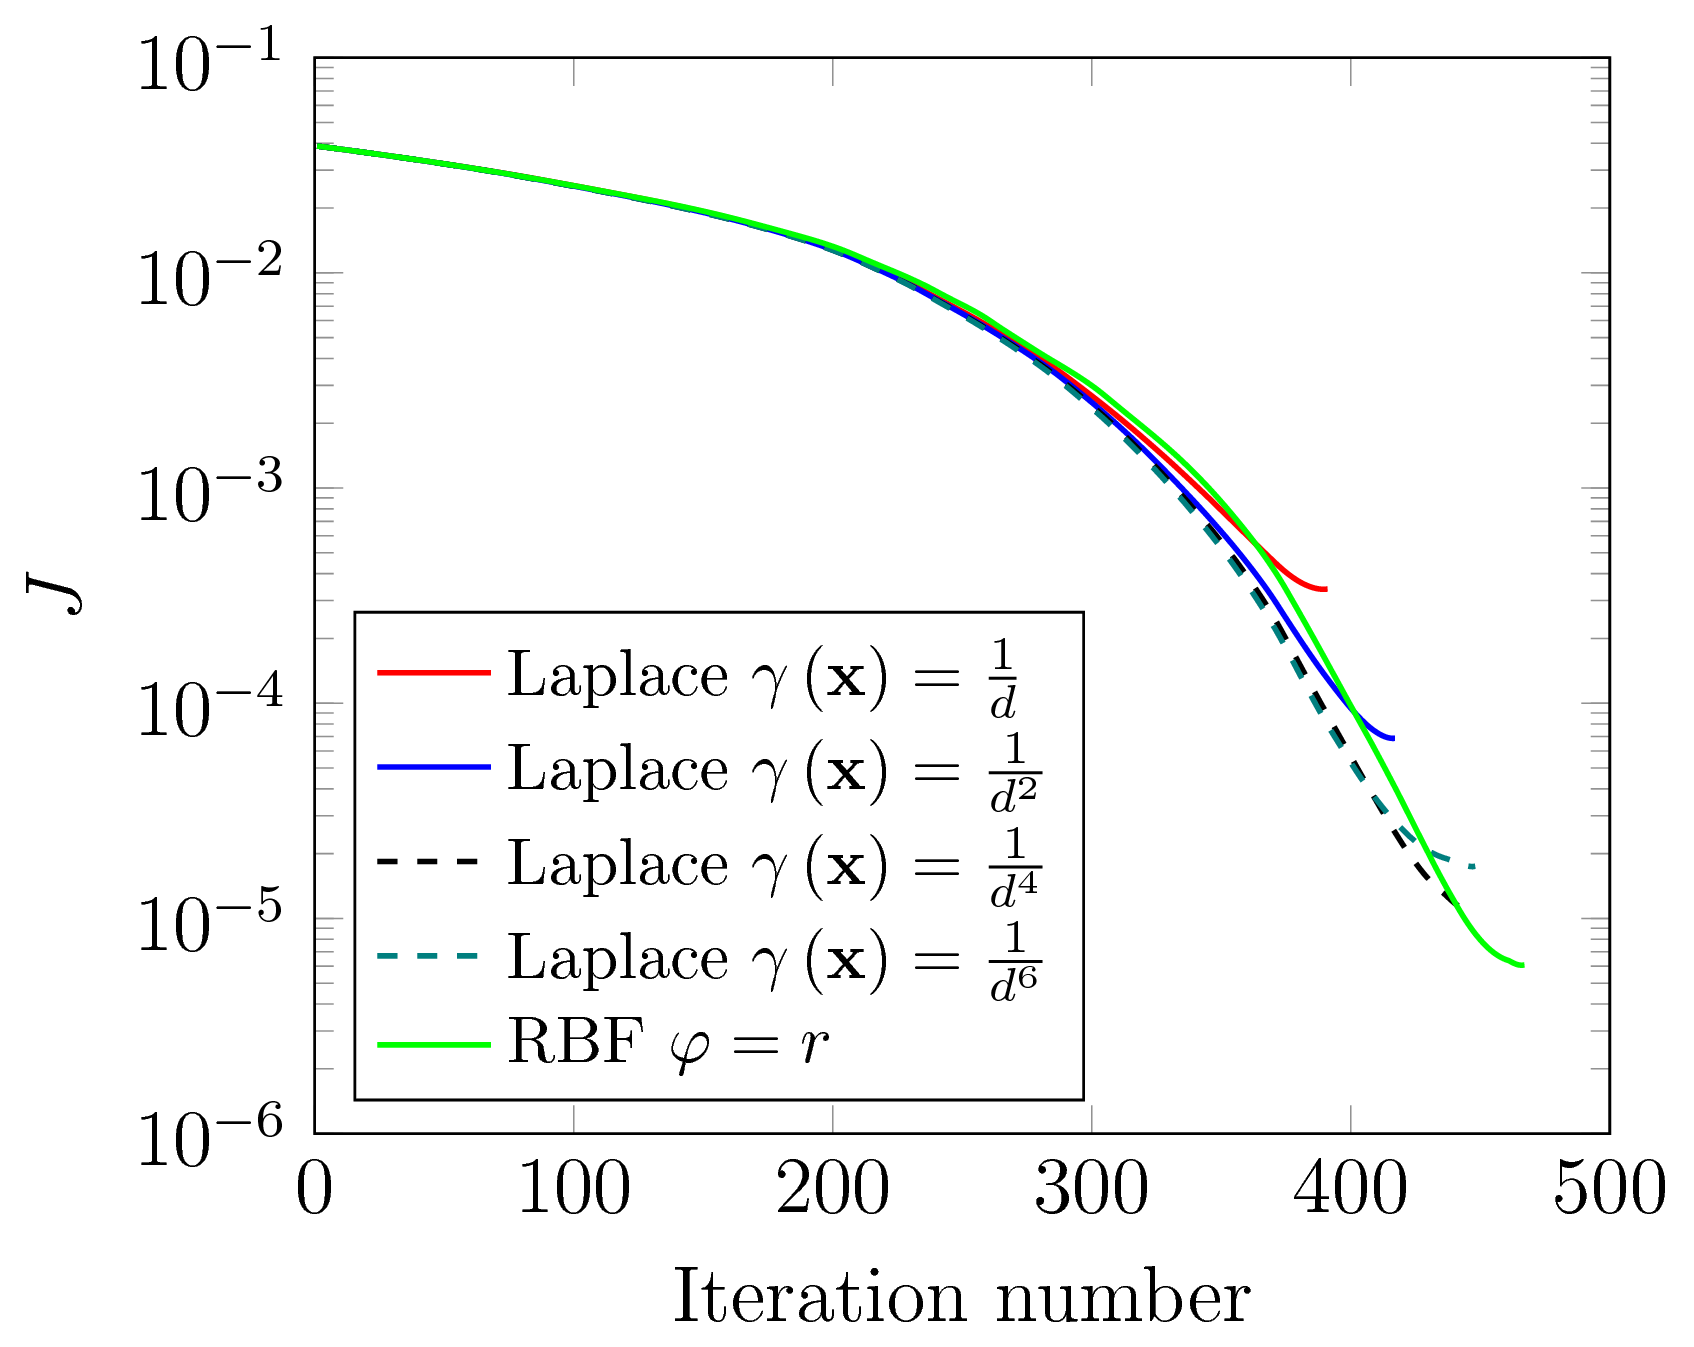 10⁻¹
10⁻²
10⁻³
10⁻⁴
10⁻⁵
10⁻⁶
J
Laplace γ (x) = 1/d
Laplace γ (x) = 1/d²
Laplace γ (x) = 1/d⁴
Laplace γ (x) = 1/d⁶
RBF φ = r
0 100 200 300 400 500
Iteration number